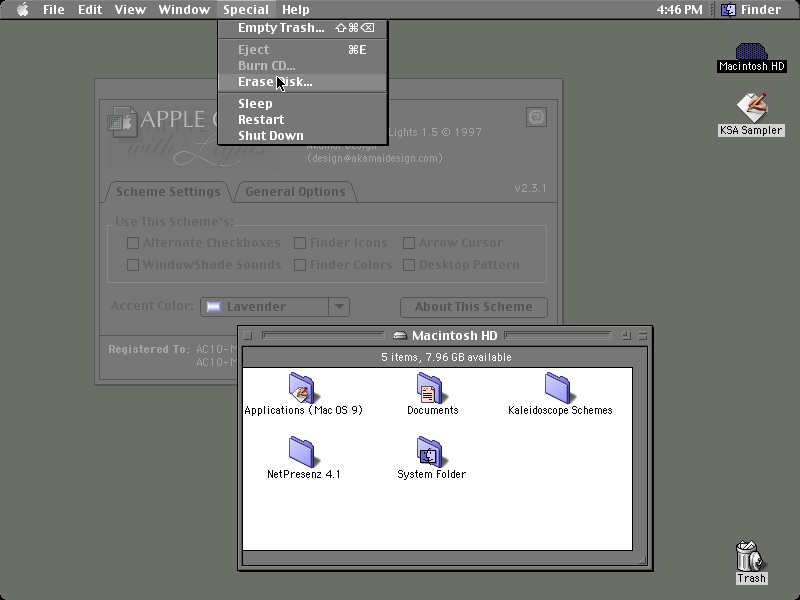 File Edit View Window Special Help 4:46 PM Finder
Empty Trash... ⇧⌘⌫
Eject ⌘E
Burn CD...
Erase Disk...
Sleep
Restart
Shut Down
Macintosh HD
KSA Sampler
APPLE
with Lights
Lights 1.5 © 1997
Akamai Design
(design@akamaidesign.com)
Scheme Settings General Options v2.3.1
Use This Scheme's:
Alternate Checkboxes Finder Icons Arrow Cursor
WindowShade Sounds Finder Colors Desktop Pattern
Accent Color: Lavender About This Scheme
Registered To: AC10-M
AC10-M
Macintosh HD
5 items, 7.96 GB available
Applications (Mac OS 9) Documents Kaleidoscope Schemes
NetPresenz 4.1 System Folder
Trash